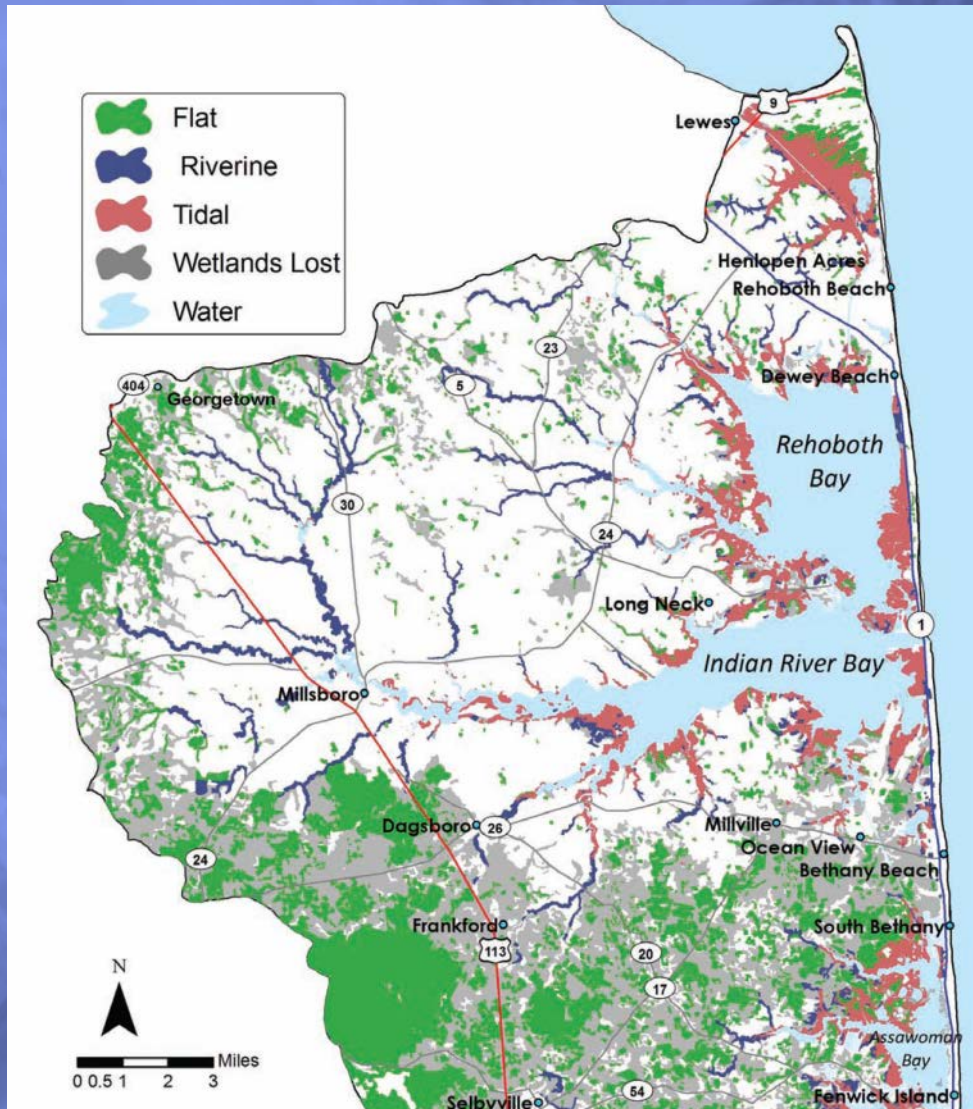 Flat
Riverine
Tidal
Wetlands Lost
Water
9
Lewes
Henlopen Acres
Rehoboth Beach
23
404
Georgetown
5
Dewey Beach
Rehoboth
Bay
30
24
Long Neck
1
Indian River Bay
Millsboro
Dagsboro
26
Millville
Ocean View
24
Bethany Beach
Frankford
South Bethany
113
20
17
N
Miles
0 0.5 1 2 3
Assawoman
Bay
54
Selbyville
Fenwick Island